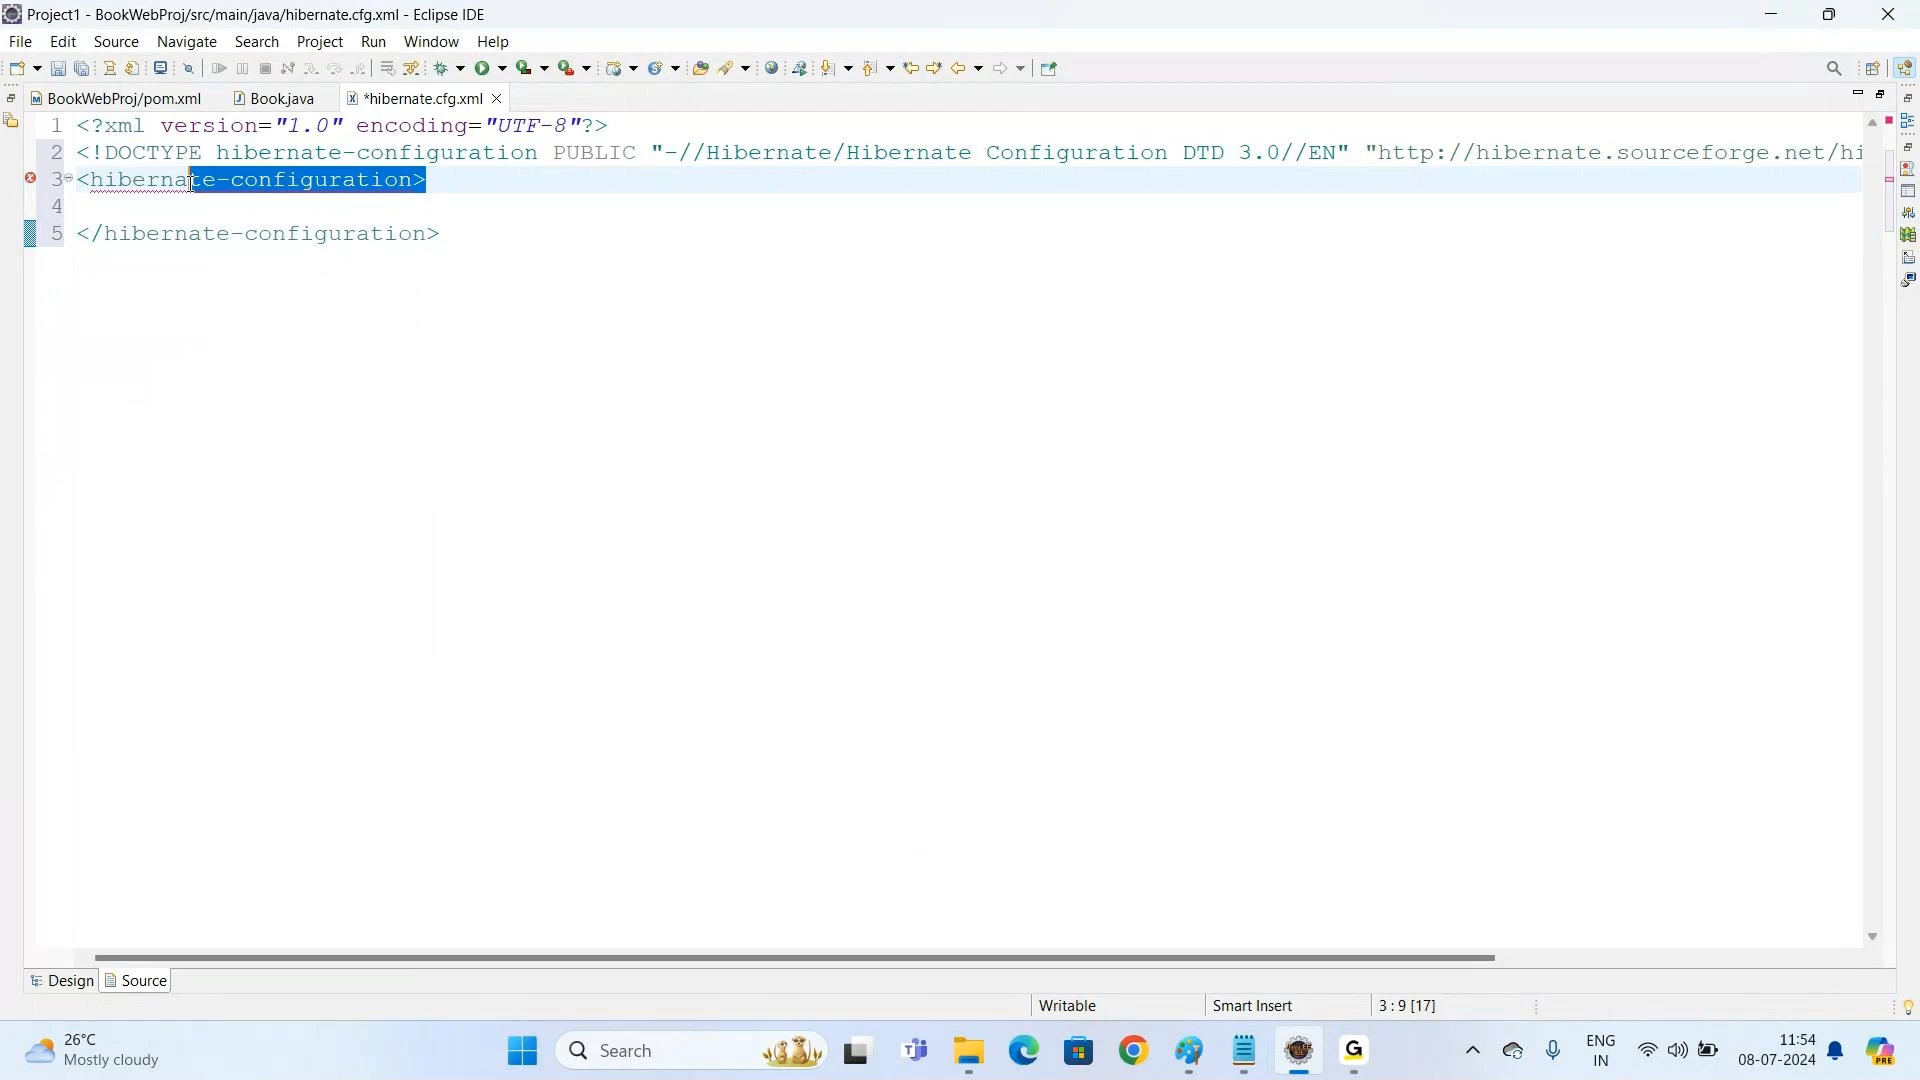 Project1 - BookWebProj/src/main/java/hibernate.cfg.xml - Eclipse IDE
File Edit Source Navigate Search Project Run Window Help
BookWebProj/pom.xml Book.java *hibernate.cfg.xml
1 <?xml version="1.0" encoding="UTF-8"?>
2 <!DOCTYPE hibernate-configuration PUBLIC "-//Hibernate/Hibernate Configuration DTD 3.0//EN" "http://hibernate.sourceforge.net/hi
3 <hibernate-configuration>
4
5 </hibernate-configuration>
Design Source
Writable Smart Insert 3 : 9 [17]
26°C
Mostly cloudy
Search
ENG
IN
11:54
08-07-2024
PRE